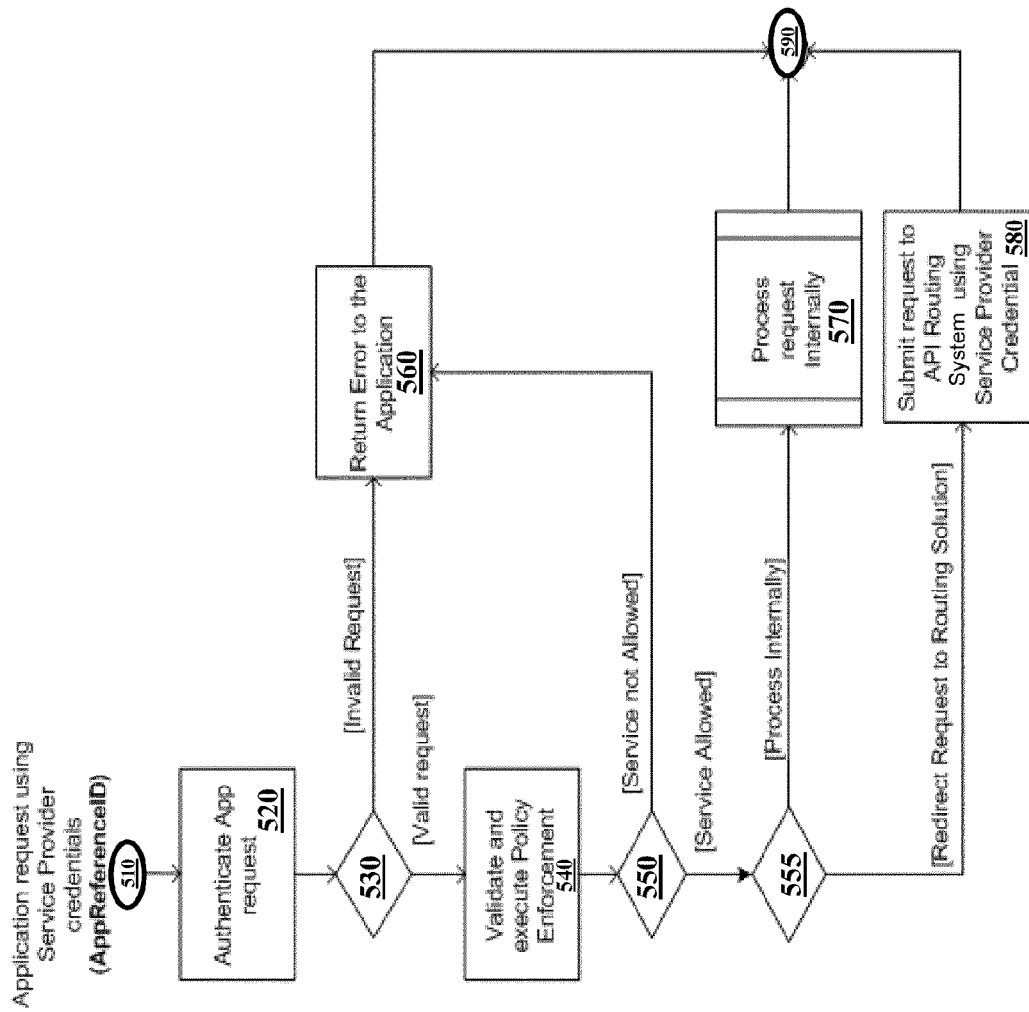 Application request using
Service Provider
credentials
(AppReferenceID)
510
Authenticate App
request 520
530
[Invalid Request]
[Valid request]
Return Error to the
Application
560
Validate and
execute Policy
Enforcement
540
550
[Service not Allowed]
[Service Allowed]
555
[Process Internally]
Process
request
Internally
570
[Redirect Request to Routing Solution]
Submit request to
API Routing
System using
Service Provider
Credential 580
590